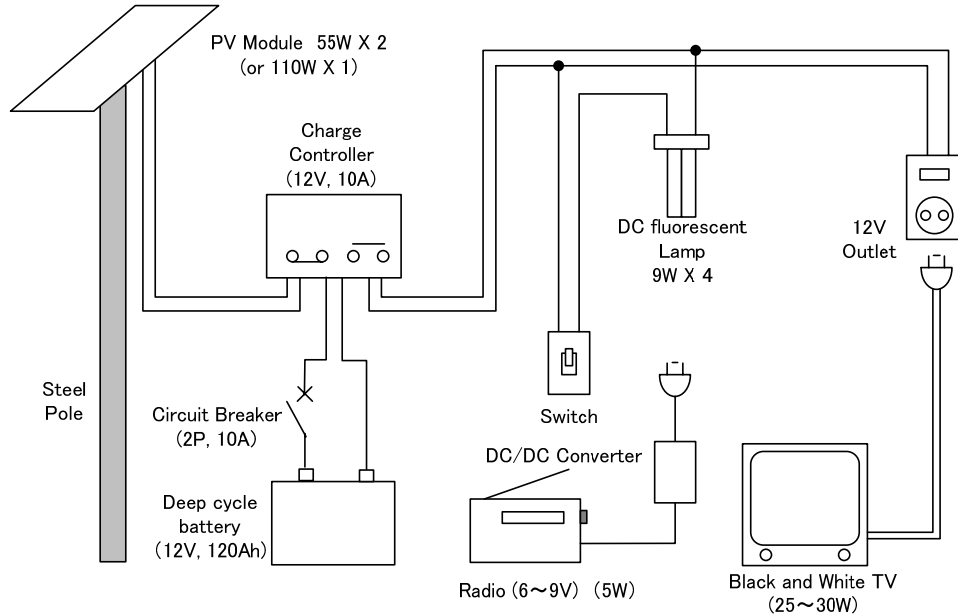 PV Module 55W X 2
(or 110W X 1)
Charge
Controller
(12V, 10A)
DC fluorescent
Lamp
9W X 4
12V
Outlet
Steel
Pole
Circuit Breaker
(2P, 10A)
Switch
DC/DC Converter
Deep cycle
battery
(12V, 120Ah)
Radio (6～9V) (5W)
Black and White TV
(25～30W)